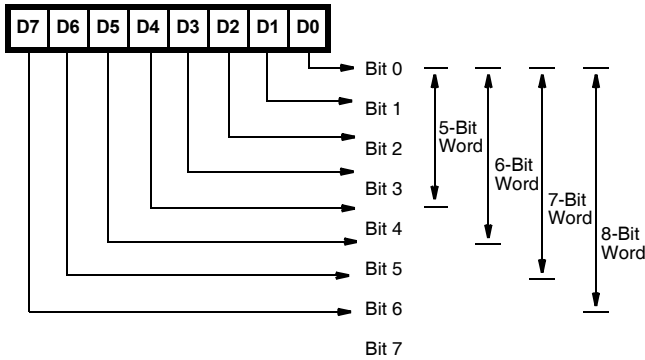 D7 D6 D5 D4 D3 D2 D1 D0
Bit 0
Bit 1
Bit 2
Bit 3
Bit 4
Bit 5
Bit 6
Bit 7
5-Bit
Word
6-Bit
Word
7-Bit
Word
8-Bit
Word